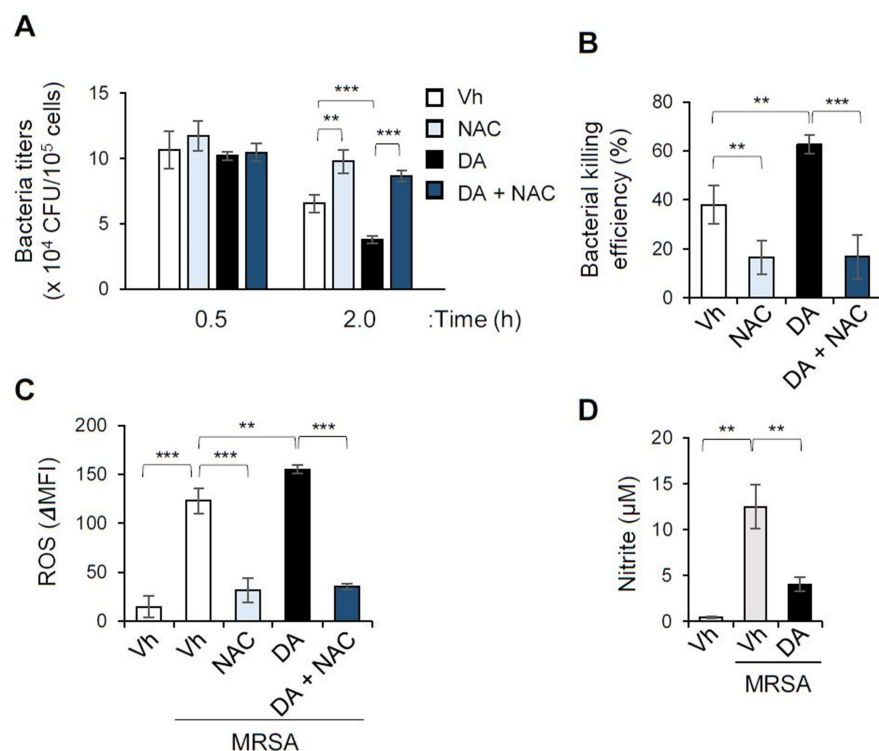 A
Bacteria titers
(x 10⁴ CFU/10⁵ cells)
15
10
5
0
**
***
***
0.5
2.0
:Time (h)
Vh
NAC
DA
DA + NAC
B
Bacterial killing
efficiency (%)
80
60
40
20
0
**
**
***
Vh
NAC
DA
DA + NAC
C
ROS (ΔMFI)
200
150
100
50
0
***
***
**
***
Vh
Vh
NAC
DA
DA + NAC
MRSA
D
Nitrite (µM)
20
15
10
5
0
**
**
Vh
Vh
DA
MRSA